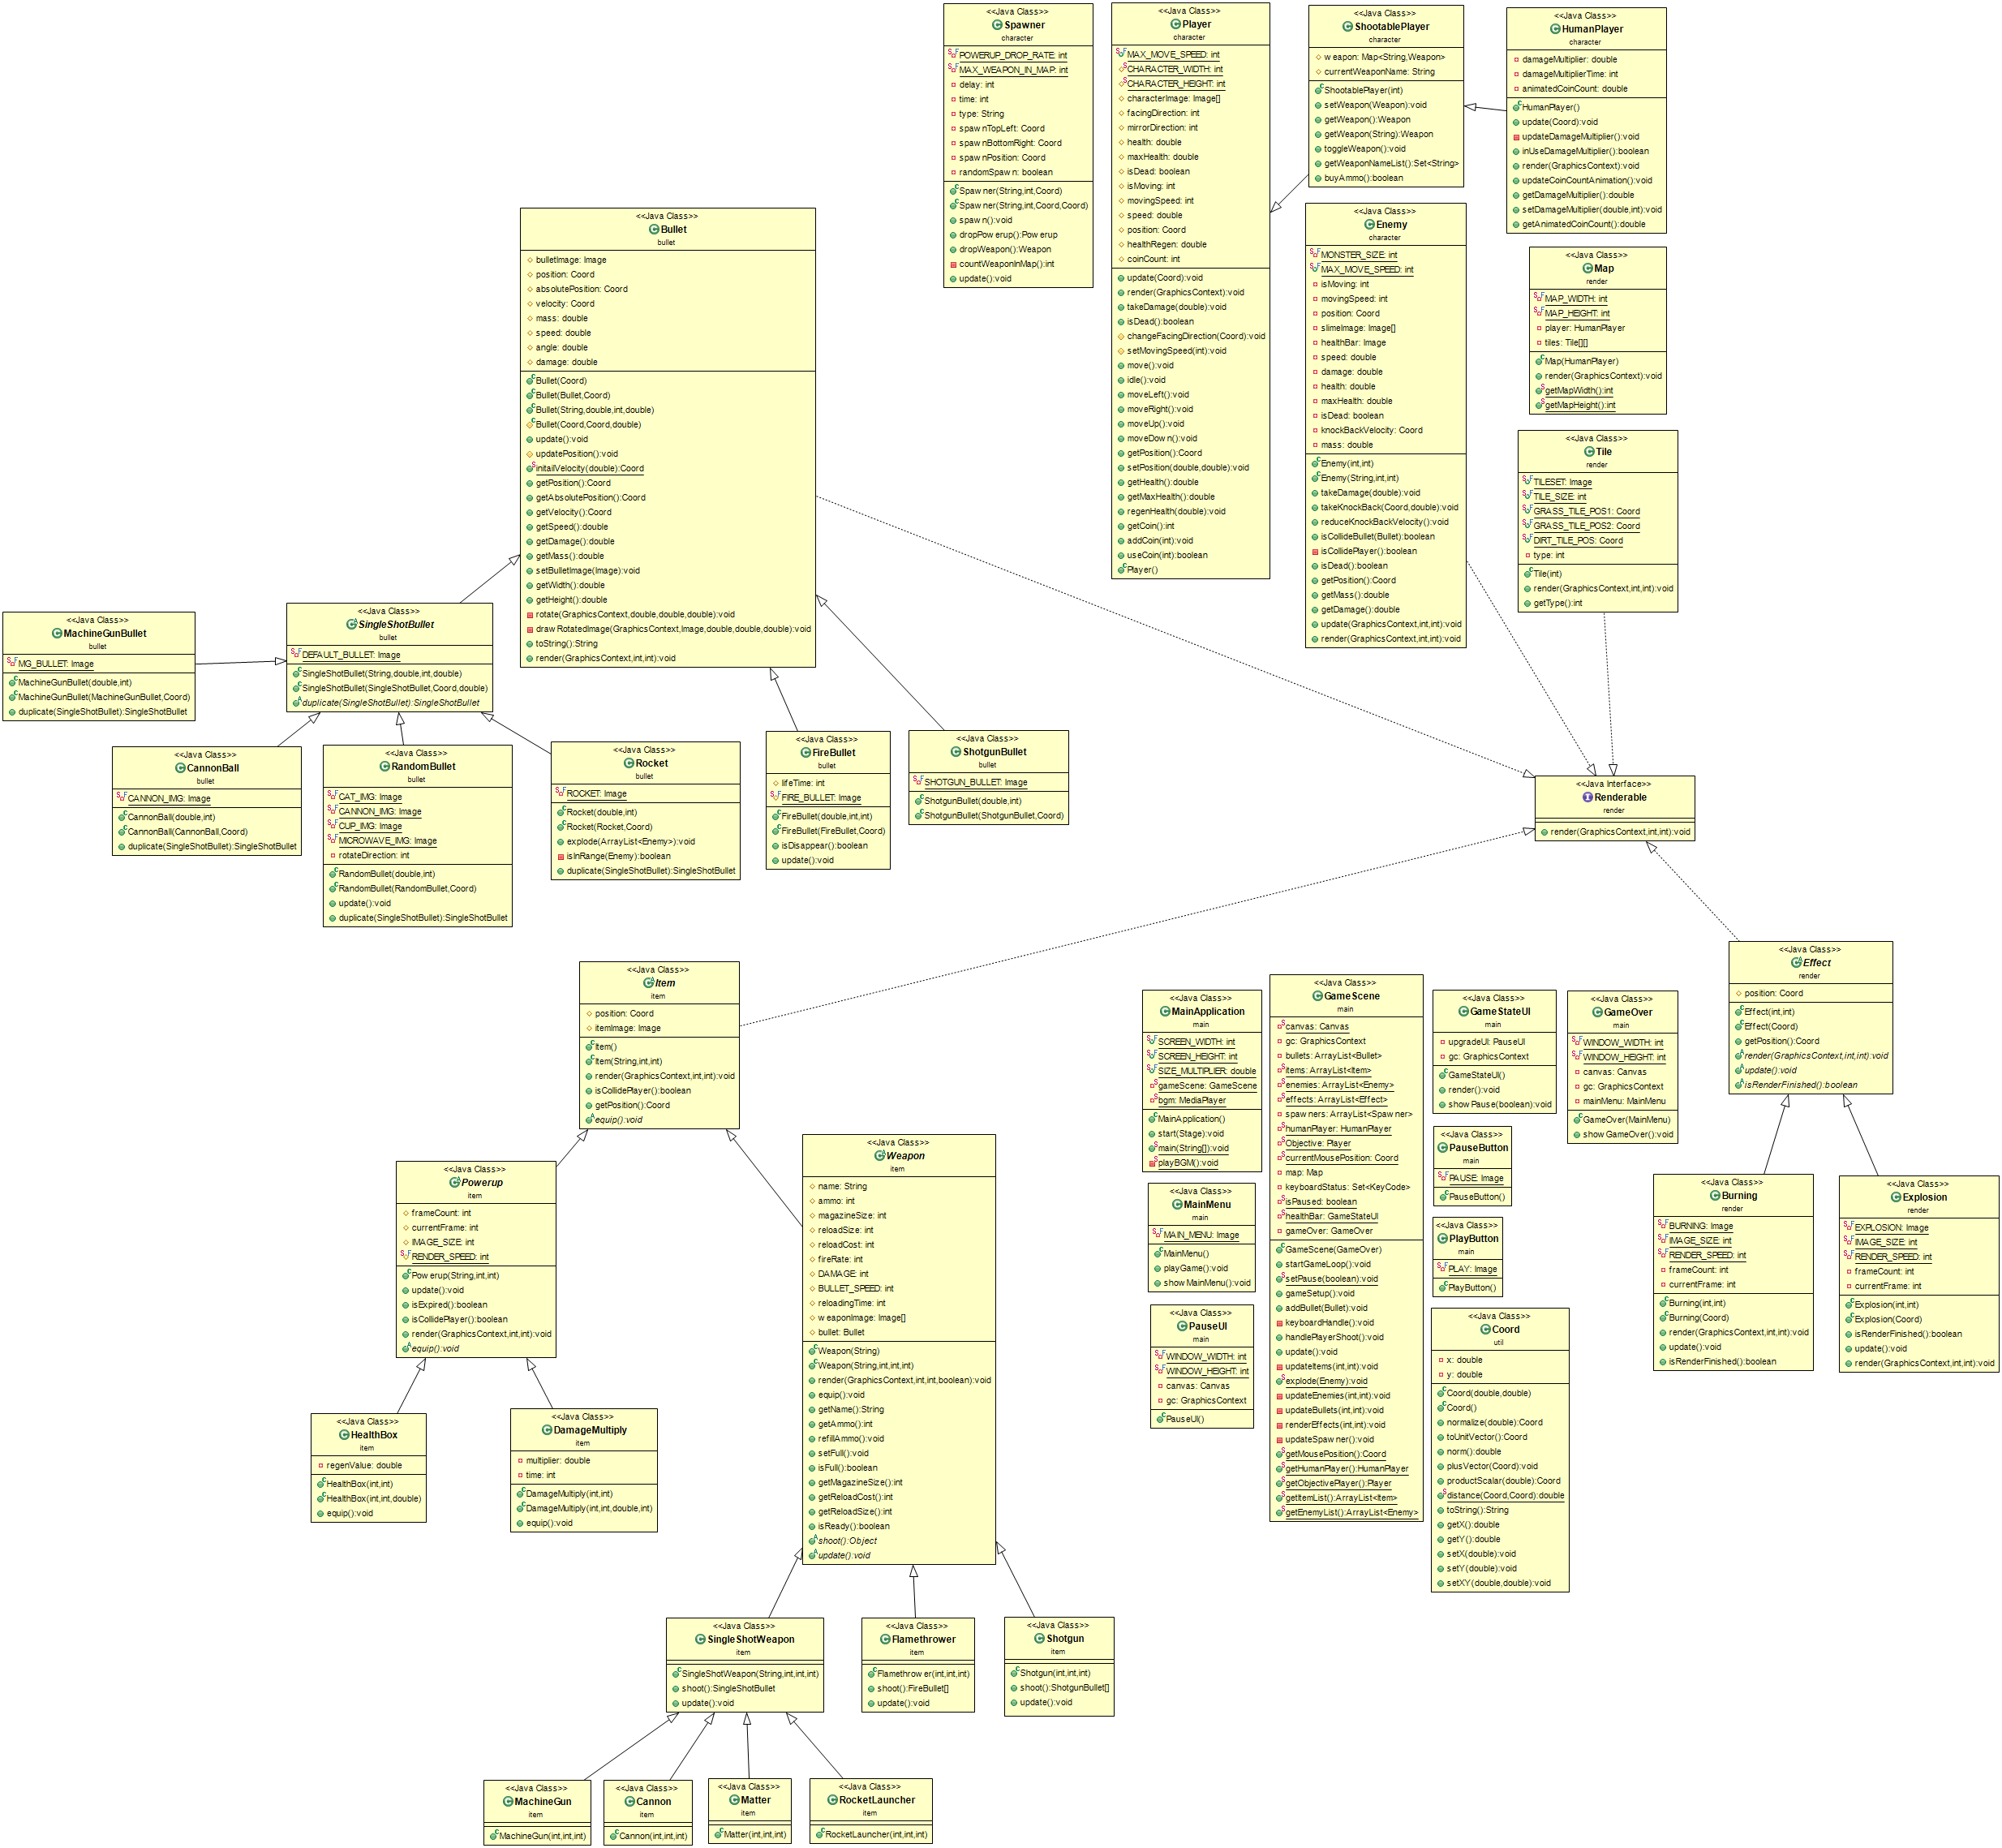 <<Java Class>>
Spawner
character
POWERUP_DROP_RATE: int
MAX_WEAPON_IN_MAP: int
delay: int
time: int
type: String
spawnTopLeft: Coord
spawnBottomRight: Coord
spawnPosition: Coord
randomSpawn: boolean
Spawner(String,int,Coord)
Spawner(String,int,Coord,Coord)
spawn():void
dropPowerup():Powerup
dropWeapon():Weapon
countWeaponInMap():int
update():void
<<Java Class>>
Player
character
MAX_MOVE_SPEED: int
CHARACTER_WIDTH: int
CHARACTER_HEIGHT: int
characterImage: Image[]
facingDirection: int
mirrorDirection: int
health: double
maxHealth: double
isDead: boolean
isMoving: int
movingSpeed: int
speed: double
position: Coord
healthRegen: double
coinCount: int
update(Coord):void
render(GraphicsContext):void
takeDamage(double):void
isDead():boolean
changeFacingDirection(Coord):void
setMovingSpeed(int):void
move():void
idle():void
moveLeft():void
moveRight():void
moveUp():void
moveDown():void
getPosition():Coord
setPosition(double,double):void
getHealth():double
getMaxHealth():double
regenHealth(double):void
getCoin():int
addCoin(int):void
useCoin(int):boolean
Player()
<<Java Class>>
ShootablePlayer
character
weapon: Map<String,Weapon>
currentWeaponName: String
ShootablePlayer(int)
setWeapon(Weapon):void
getWeapon():Weapon
getWeapon(String):Weapon
toggleWeapon():void
getWeaponNameList():Set<String>
buyAmmo():boolean
<<Java Class>>
HumanPlayer
character
damageMultiplier: double
damageMultiplierTime: int
animatedCoinCount: double
HumanPlayer()
update(Coord):void
updateDamageMultiplier():void
inUseDamageMultiplier():boolean
render(GraphicsContext):void
updateCoinCountAnimation():void
getDamageMultiplier():double
setDamageMultiplier(double,int):void
getAnimatedCoinCount():double
<<Java Class>>
Enemy
character
MONSTER_SIZE: int
MAX_MOVE_SPEED: int
isMoving: int
movingSpeed: int
position: Coord
slimeImage: Image[]
healthBar: Image
speed: double
damage: double
health: double
maxHealth: double
isDead: boolean
knockBackVelocity: Coord
mass: double
Enemy(int,int)
Enemy(String,int,int)
takeDamage(double):void
takeKnockBack(Coord,double):void
reduceKnockBackVelocity():void
isCollideBullet(Bullet):boolean
isCollidePlayer():boolean
isDead():boolean
getPosition():Coord
getMass():double
getDamage():double
update(GraphicsContext,int,int):void
render(GraphicsContext,int,int):void
<<Java Class>>
Map
render
MAP_WIDTH: int
MAP_HEIGHT: int
player: HumanPlayer
tiles: Tile[][]
Map(HumanPlayer)
render(GraphicsContext):void
getMapWidth():int
getMapHeight():int
<<Java Class>>
Tile
render
TILESET: Image
TILE_SIZE: int
GRASS_TILE_POS1: Coord
GRASS_TILE_POS2: Coord
DIRT_TILE_POS: Coord
type: int
Tile(int)
render(GraphicsContext,int,int):void
getType():int
<<Java Class>>
Bullet
bullet
bulletImage: Image
position: Coord
absolutePosition: Coord
velocity: Coord
mass: double
speed: double
angle: double
damage: double
Bullet(Coord)
Bullet(Bullet,Coord)
Bullet(String,double,int,double)
Bullet(Coord,Coord,double)
update():void
updatePosition():void
initailVelocity(double):Coord
getPosition():Coord
getAbsolutePosition():Coord
getVelocity():Coord
getSpeed():double
getDamage():double
getMass():double
setBulletImage(Image):void
getWidth():double
getHeight():double
rotate(GraphicsContext,double,double,double):void
drawRotatedImage(GraphicsContext,Image,double,double,double):void
toString():String
render(GraphicsContext,int,int):void
<<Java Class>>
MachineGunBullet
bullet
MG_BULLET: Image
MachineGunBullet(double,int)
MachineGunBullet(MachineGunBullet,Coord)
duplicate(SingleShotBullet):SingleShotBullet
<<Java Class>>
SingleShotBullet
bullet
DEFAULT_BULLET: Image
SingleShotBullet(String,double,int,double)
SingleShotBullet(SingleShotBullet,Coord,double)
duplicate(SingleShotBullet):SingleShotBullet
<<Java Class>>
CannonBall
bullet
CANNON_IMG: Image
CannonBall(double,int)
CannonBall(CannonBall,Coord)
duplicate(SingleShotBullet):SingleShotBullet
<<Java Class>>
RandomBullet
bullet
CAT_IMG: Image
CANNON_IMG: Image
CUP_IMG: Image
MICROWAVE_IMG: Image
rotateDirection: int
RandomBullet(double,int)
RandomBullet(RandomBullet,Coord)
update():void
duplicate(SingleShotBullet):SingleShotBullet
<<Java Class>>
Rocket
bullet
ROCKET: Image
Rocket(double,int)
Rocket(Rocket,Coord)
explode(ArrayList<Enemy>):void
isInRange(Enemy):boolean
duplicate(SingleShotBullet):SingleShotBullet
<<Java Class>>
FireBullet
bullet
lifeTime: int
FIRE_BULLET: Image
FireBullet(double,int,int)
FireBullet(FireBullet,Coord)
isDisappear():boolean
update():void
<<Java Class>>
ShotgunBullet
bullet
SHOTGUN_BULLET: Image
ShotgunBullet(double,int)
ShotgunBullet(ShotgunBullet,Coord)
<<Java Interface>>
Renderable
render
render(GraphicsContext,int,int):void
<<Java Class>>
Item
item
position: Coord
itemImage: Image
Item()
Item(String,int,int)
render(GraphicsContext,int,int):void
isCollidePlayer():boolean
getPosition():Coord
equip():void
<<Java Class>>
Effect
render
position: Coord
Effect(int,int)
Effect(Coord)
getPosition():Coord
render(GraphicsContext,int,int):void
update():void
isRenderFinished():boolean
<<Java Class>>
MainApplication
main
SCREEN_WIDTH: int
SCREEN_HEIGHT: int
SIZE_MULTIPLIER: double
gameScene: GameScene
bgm: MediaPlayer
MainApplication()
start(Stage):void
main(String[]):void
playBGM():void
<<Java Class>>
GameScene
main
canvas: Canvas
gc: GraphicsContext
bullets: ArrayList<Bullet>
items: ArrayList<Item>
enemies: ArrayList<Enemy>
effects: ArrayList<Effect>
spawners: ArrayList<Spawner>
humanPlayer: HumanPlayer
Objective: Player
currentMousePosition: Coord
map: Map
keyboardStatus: Set<KeyCode>
isPaused: boolean
healthBar: GameStateUI
gameOver: GameOver
GameScene(GameOver)
startGameLoop():void
setPause(boolean):void
gameSetup():void
addBullet(Bullet):void
keyboardHandle():void
handlePlayerShoot():void
update():void
updateItems(int,int):void
explode(Enemy):void
updateEnemies(int,int):void
updateBullets(int,int):void
renderEffects(int,int):void
updateSpawner():void
getMousePosition():Coord
getHumanPlayer():HumanPlayer
getObjectivePlayer():Player
getItemList():ArrayList<Item>
getEnemyList():ArrayList<Enemy>
<<Java Class>>
GameStateUI
main
upgradeUI: PauseUI
gc: GraphicsContext
GameStateUI()
render():void
showPause(boolean):void
<<Java Class>>
GameOver
main
WINDOW_WIDTH: int
WINDOW_HEIGHT: int
canvas: Canvas
gc: GraphicsContext
mainMenu: MainMenu
GameOver(MainMenu)
showGameOver():void
<<Java Class>>
PauseButton
main
PAUSE: Image
PauseButton()
<<Java Class>>
MainMenu
main
MAIN_MENU: Image
MainMenu()
playGame():void
showMainMenu():void
<<Java Class>>
PlayButton
main
PLAY: Image
PlayButton()
<<Java Class>>
PauseUI
main
WINDOW_WIDTH: int
WINDOW_HEIGHT: int
canvas: Canvas
gc: GraphicsContext
PauseUI()
<<Java Class>>
Coord
util
x: double
y: double
Coord(double,double)
Coord()
normalize(double):Coord
toUnitVector():Coord
norm():double
plusVector(Coord):void
productScalar(double):Coord
distance(Coord,Coord):double
toString():String
getX():double
getY():double
setX(double):void
setY(double):void
setXY(double,double):void
<<Java Class>>
Burning
render
BURNING: Image
IMAGE_SIZE: int
RENDER_SPEED: int
frameCount: int
currentFrame: int
Burning(int,int)
Burning(Coord)
render(GraphicsContext,int,int):void
update():void
isRenderFinished():boolean
<<Java Class>>
Explosion
render
EXPLOSION: Image
IMAGE_SIZE: int
RENDER_SPEED: int
frameCount: int
currentFrame: int
Explosion(int,int)
Explosion(Coord)
isRenderFinished():boolean
update():void
render(GraphicsContext,int,int):void
<<Java Class>>
Powerup
item
frameCount: int
currentFrame: int
IMAGE_SIZE: int
RENDER_SPEED: int
Powerup(String,int,int)
update():void
isExpired():boolean
isCollidePlayer():boolean
render(GraphicsContext,int,int):void
equip():void
<<Java Class>>
Weapon
item
name: String
ammo: int
magazineSize: int
reloadSize: int
reloadCost: int
fireRate: int
DAMAGE: int
BULLET_SPEED: int
reloadingTime: int
weaponImage: Image[]
bullet: Bullet
Weapon(String)
Weapon(String,int,int,int)
render(GraphicsContext,int,int,boolean):void
equip():void
getName():String
getAmmo():int
refillAmmo():void
setFull():void
isFull():boolean
getMagazineSize():int
getReloadCost():int
getReloadSize():int
isReady():boolean
shoot():Object
update():void
<<Java Class>>
HealthBox
item
regenValue: double
HealthBox(int,int)
HealthBox(int,int,double)
equip():void
<<Java Class>>
DamageMultiply
item
multiplier: double
time: int
DamageMultiply(int,int)
DamageMultiply(int,int,double,int)
equip():void
<<Java Class>>
SingleShotWeapon
item
SingleShotWeapon(String,int,int,int)
shoot():SingleShotBullet
update():void
<<Java Class>>
Flamethrower
item
Flamethrower(int,int,int)
shoot():FireBullet[]
update():void
<<Java Class>>
Shotgun
item
Shotgun(int,int,int)
shoot():ShotgunBullet[]
update():void
<<Java Class>>
MachineGun
item
MachineGun(int,int,int)
<<Java Class>>
Cannon
item
Cannon(int,int,int)
<<Java Class>>
Matter
item
Matter(int,int,int)
<<Java Class>>
RocketLauncher
item
RocketLauncher(int,int,int)